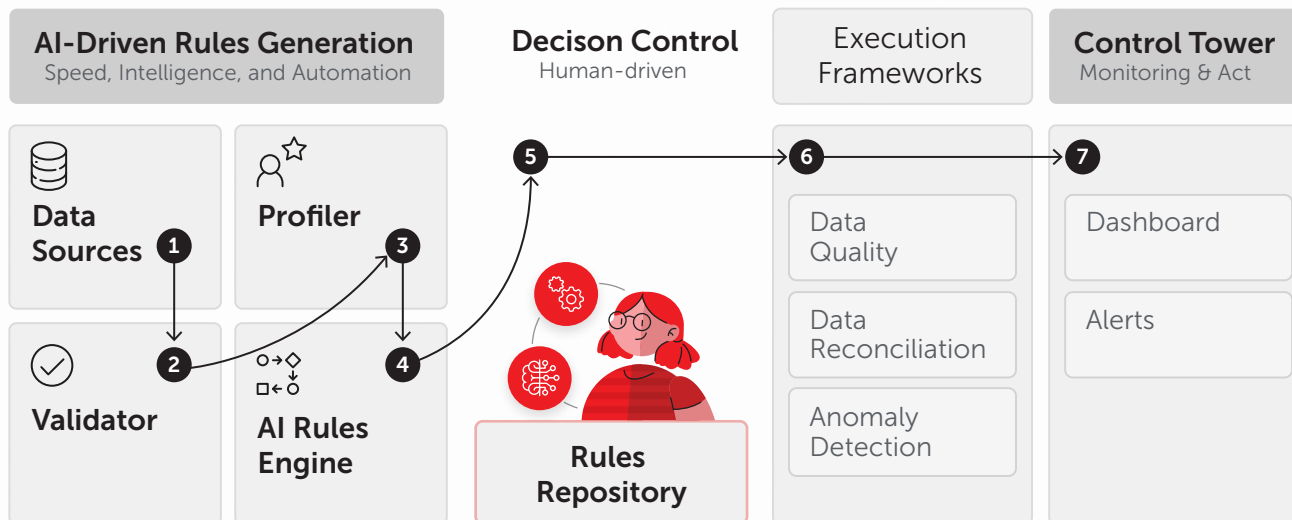 AI-Driven Rules Generation
Speed, Intelligence, and Automation
Decison Control
Human-driven
Execution
Frameworks
Control Tower
Monitoring & Act
Data
Sources
1
Profiler
3
Validator
2
AI Rules
Engine
4
5
Rules
Repository
6
Data
Quality
Data
Reconciliation
Anomaly
Detection
7
Dashboard
Alerts